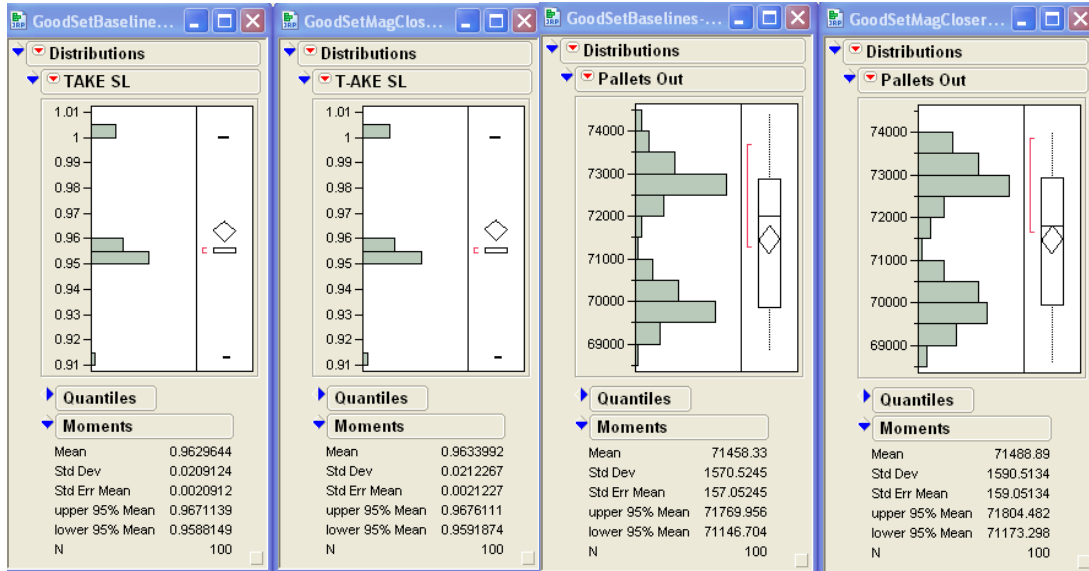 GoodSetBaseline...
Distributions
TAKE SL
1.01
1
0.99
0.98
0.97
0.96
0.95
0.94
0.93
0.92
0.91
Quantiles
Moments
Mean 0.9629644
Std Dev 0.0209124
Std Err Mean 0.0020912
upper 95% Mean 0.9671139
lower 95% Mean 0.9588149
N 100
GoodSetMagClos...
Distributions
T-AKE SL
1.01
1
0.99
0.98
0.97
0.96
0.95
0.94
0.93
0.92
0.91
Quantiles
Moments
Mean 0.9633992
Std Dev 0.0212267
Std Err Mean 0.0021227
upper 95% Mean 0.9676111
lower 95% Mean 0.9591874
N 100
GoodSetBaselines-...
Distributions
Pallets Out
74000
73000
72000
71000
70000
69000
Quantiles
Moments
Mean 71458.33
Std Dev 1570.5245
Std Err Mean 157.05245
upper 95% Mean 71769.956
lower 95% Mean 71146.704
N 100
GoodSetMagCloser...
Distributions
Pallets Out
74000
73000
72000
71000
70000
69000
Quantiles
Moments
Mean 71488.89
Std Dev 1590.5134
Std Err Mean 159.05134
upper 95% Mean 71804.482
lower 95% Mean 71173.298
N 100